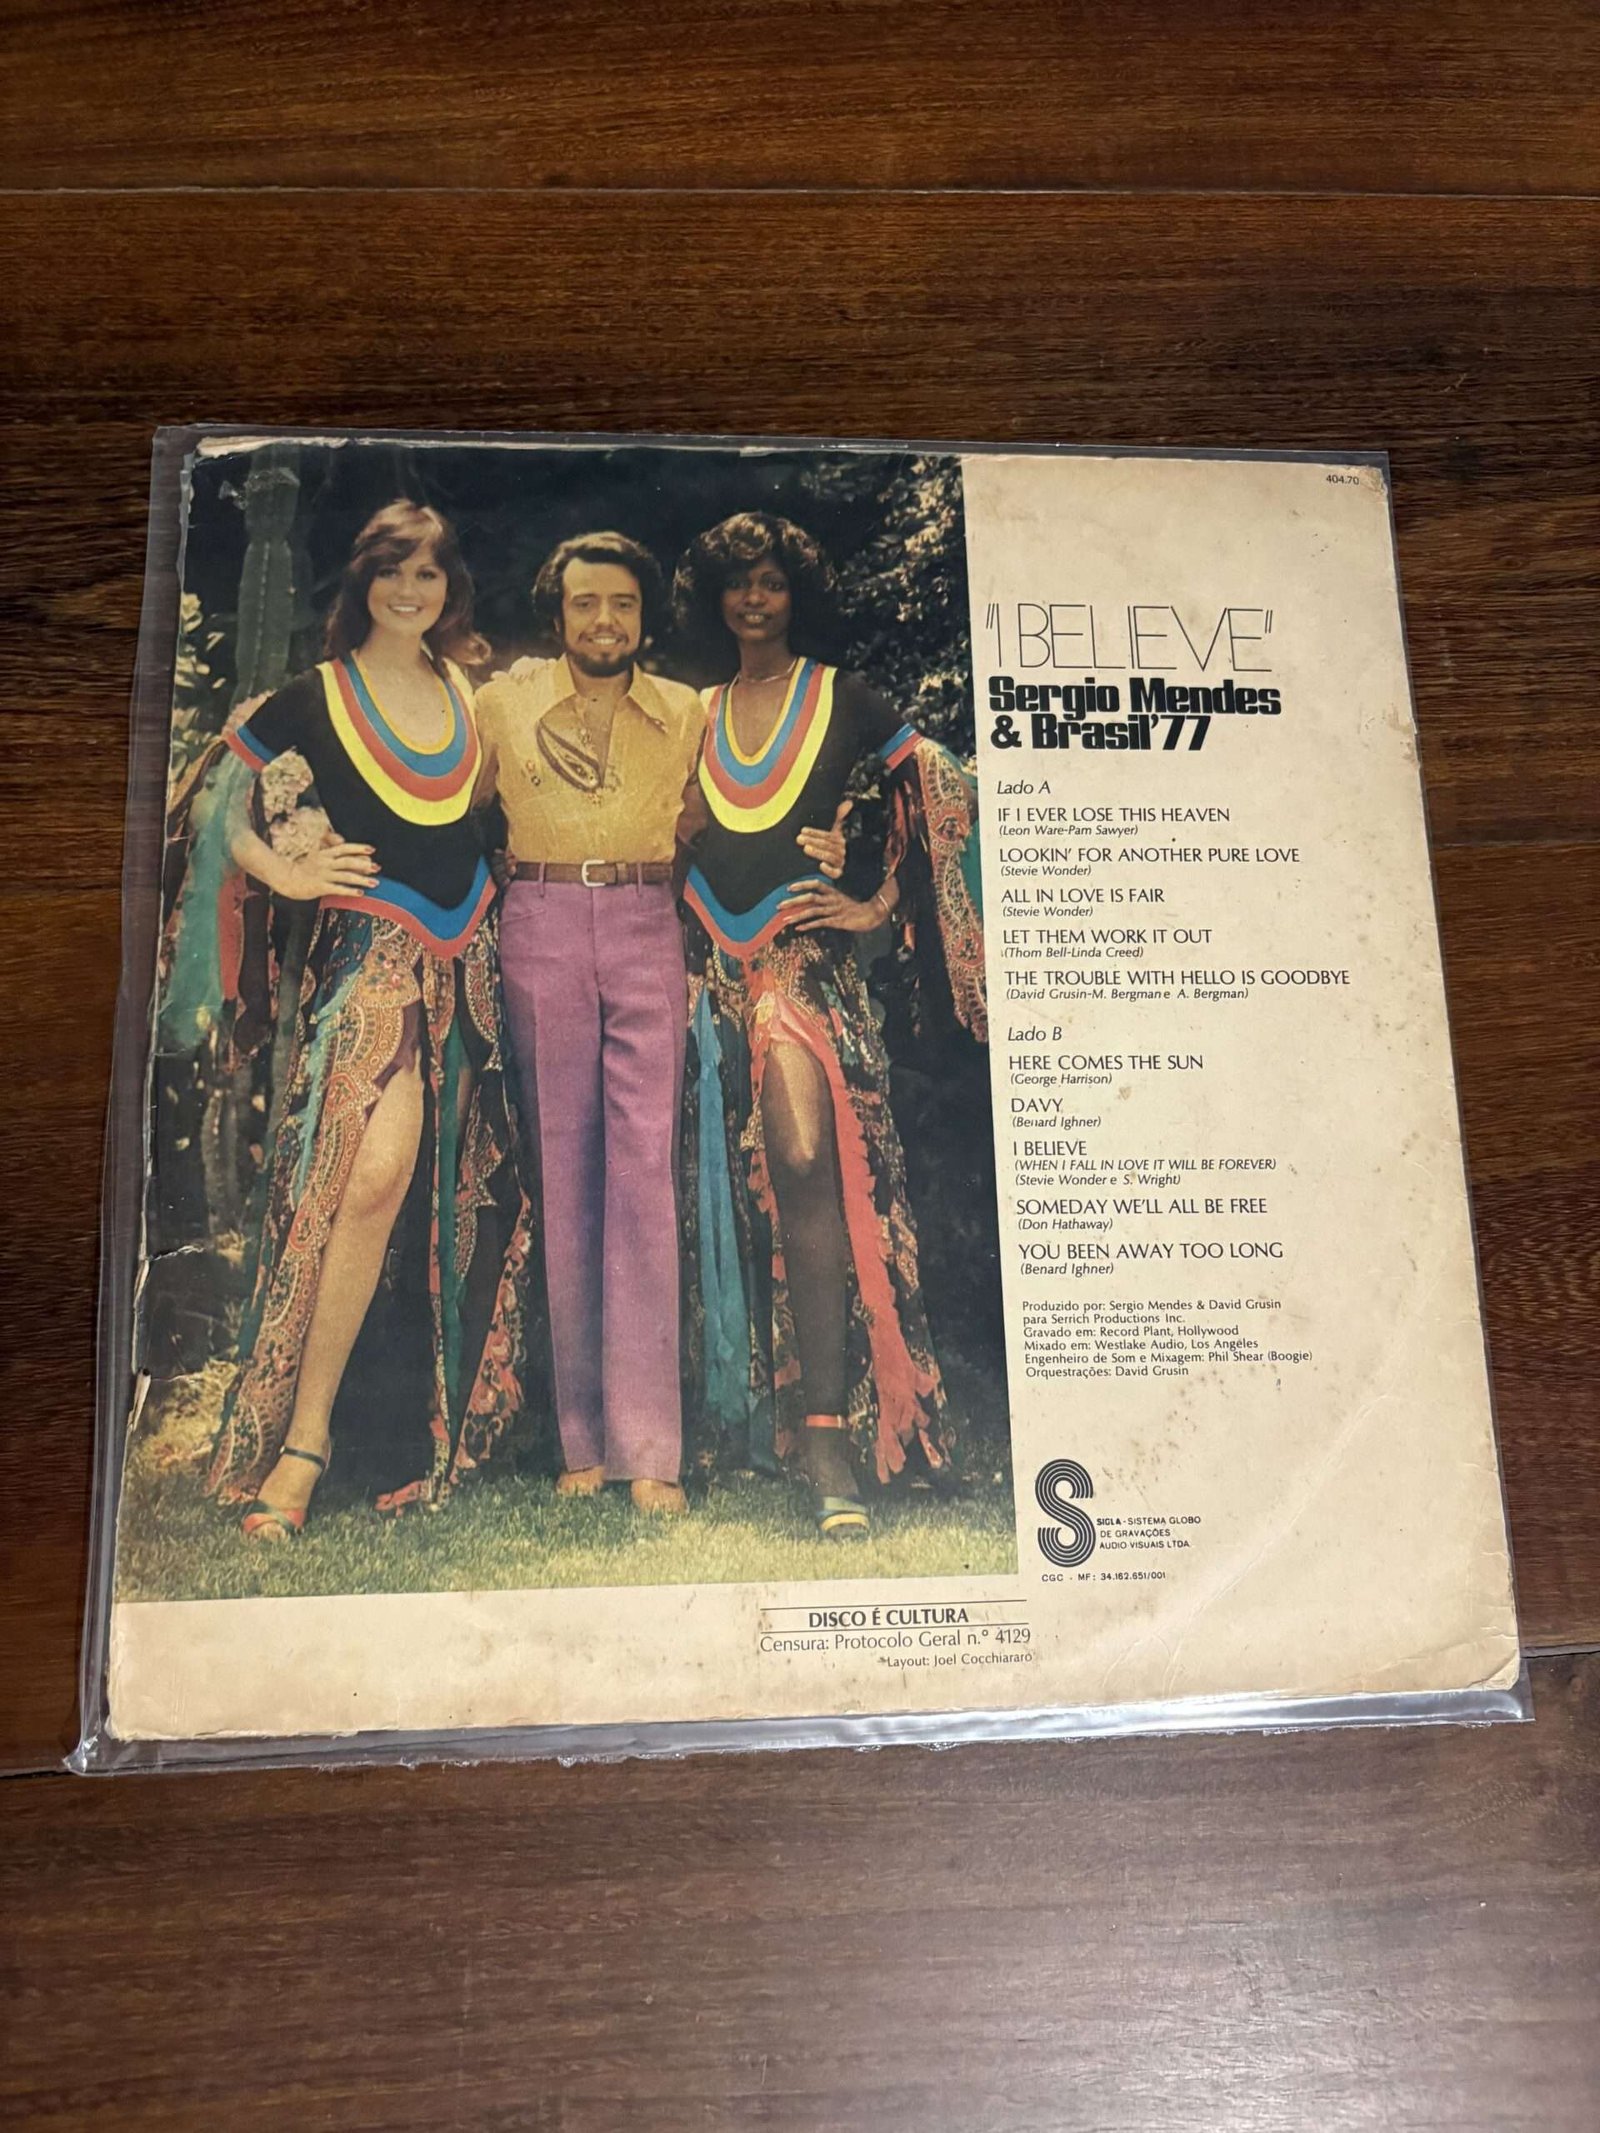 404.70
"I BELIEVE"
Sergio Mendes
& Brasil'77
Lado A
IF I EVER LOSE THIS HEAVEN
(Leon Ware-Pam Sawyer)
LOOKIN' FOR ANOTHER PURE LOVE
(Stevie Wonder)
ALL IN LOVE IS FAIR
(Stevie Wonder)
LET THEM WORK IT OUT
(Thom Bell-Linda Creed)
THE TROUBLE WITH HELLO IS GOODBYE
(David Grusin-M. Bergman e A. Bergman)
Lado B
HERE COMES THE SUN
(George Harrison)
DAVY
(Benard Ighner)
I BELIEVE
(WHEN I FALL IN LOVE IT WILL BE FOREVER)
(Stevie Wonder e S. Wright)
SOMEDAY WE'LL ALL BE FREE
(Don Hathaway)
YOU BEEN AWAY TOO LONG
(Benard Ighner)
Produzido por: Sergio Mendes & David Grusin
para Serrich Productions Inc.
Gravado em: Record Plant, Hollywood
Mixado em: Westlake Audio, Los Angeles
Engenheiro de Som e Mixagem: Phil Shear (Boogie)
Orquestrações: David Grusin
SIGLA - SISTEMA GLOBO
DE GRAVAÇÕES
AUDIO VISUAIS LTDA.
CGC - MF: 34.162.651/001
DISCO É CULTURA
Censura: Protocolo Geral n.º 4129
Layout: Joel Cocchiararo